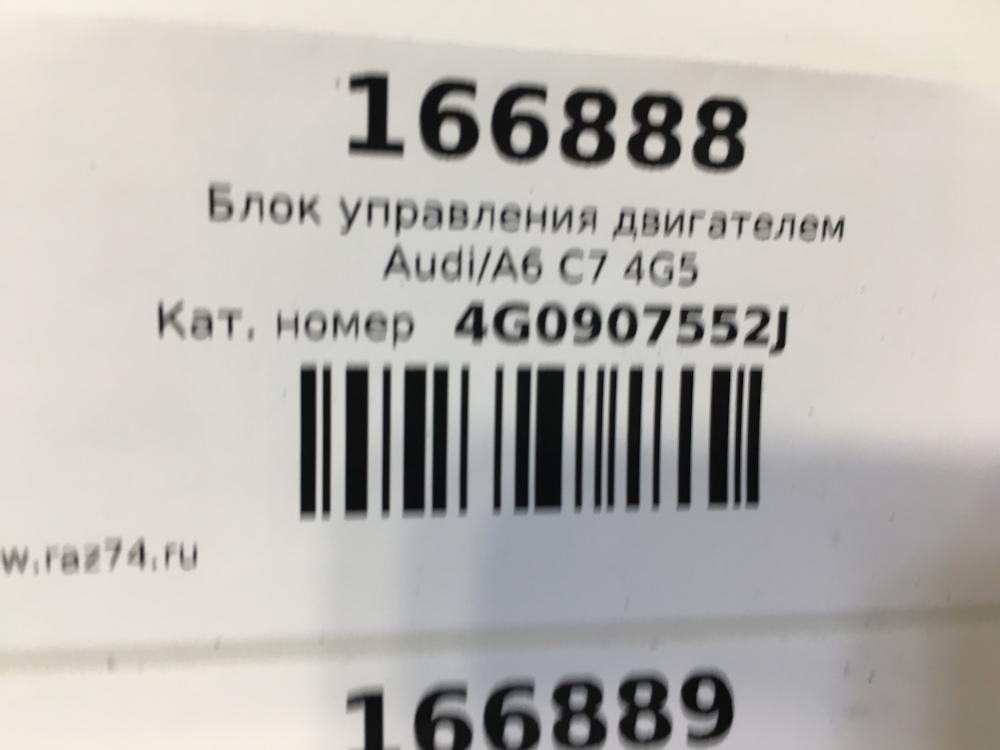 166888
Блок управления двигателем
Audi/A6 C7 4G5
Кат. номер 4G0907552J
w.raz74.ru
166889